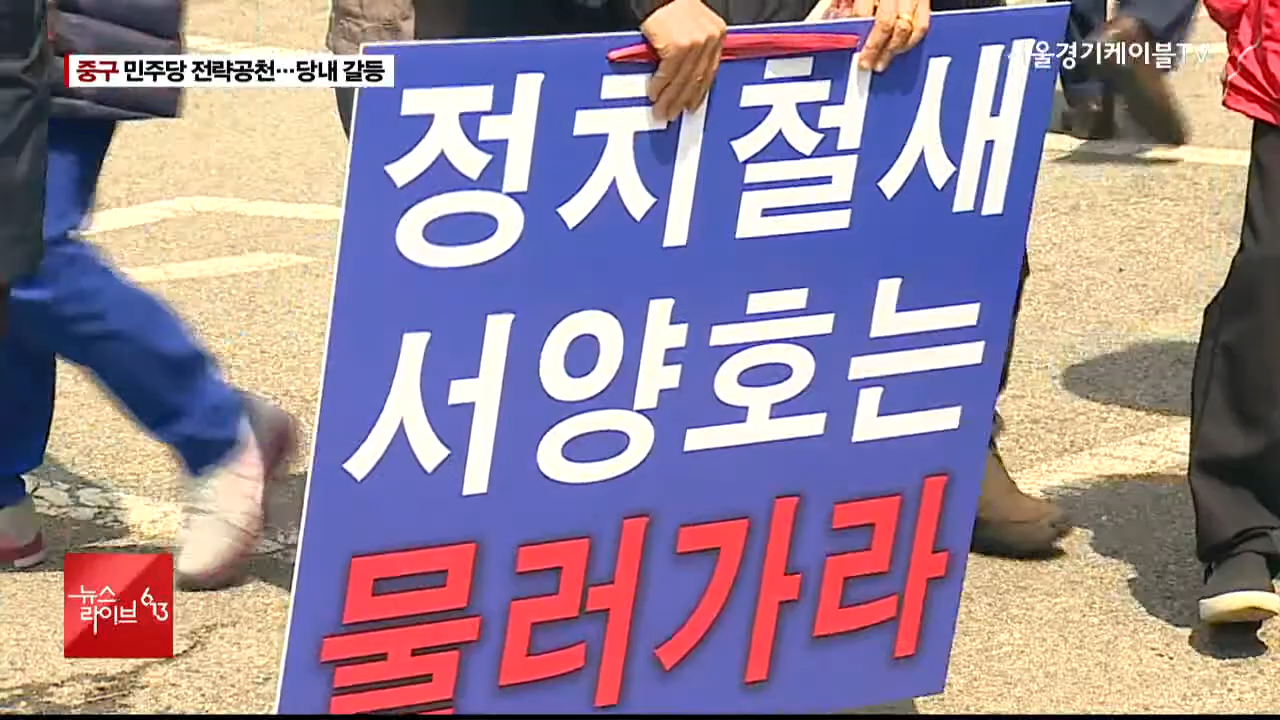 중구 민주당 전략공천…당내 갈등
서울경기케이블TV
정치철새
서양호는
물러가라
뉴스
라이브 6.13